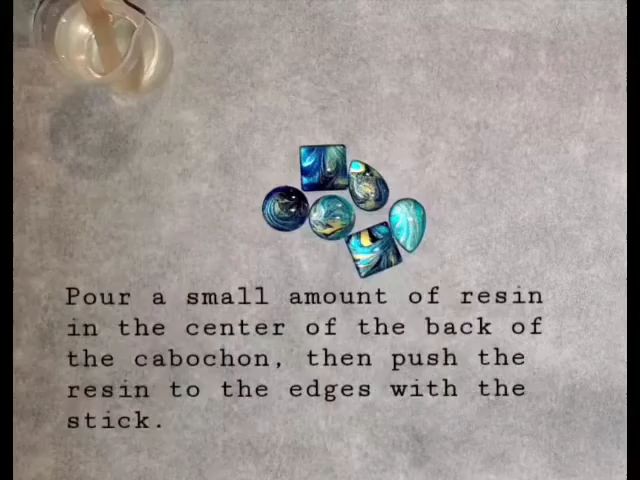 Pour a small amount of resin
in the center of the back of
the cabochon, then push the
resin to the edges with the
stick.